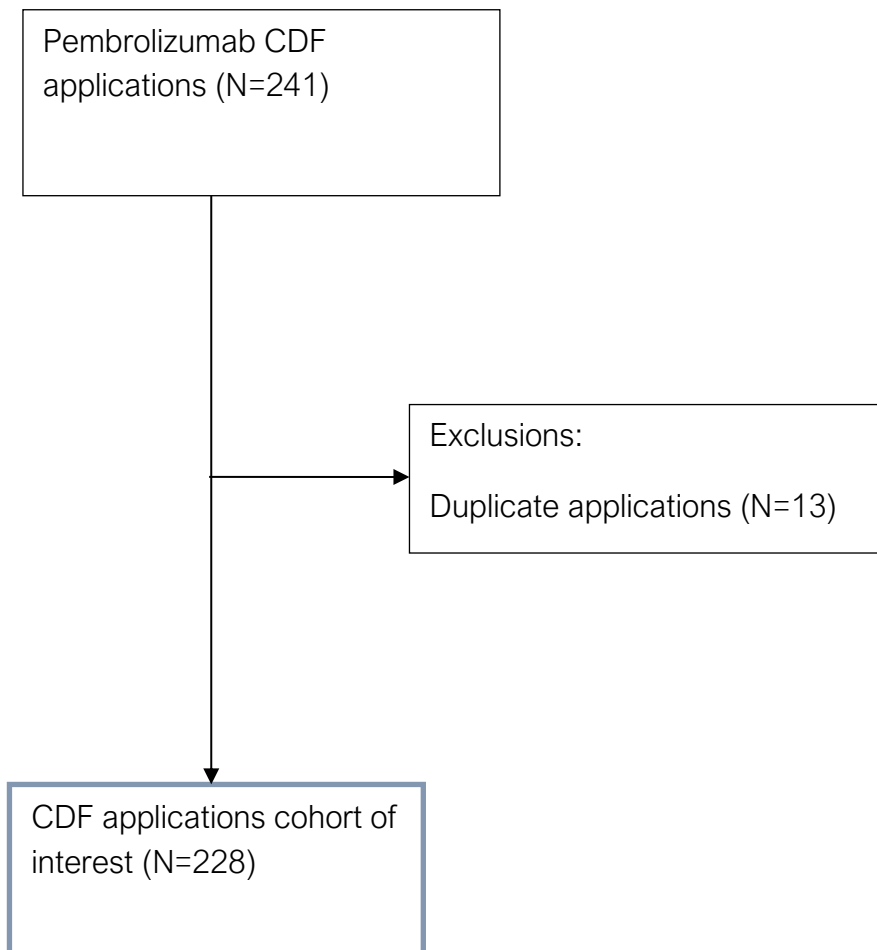 Pembrolizumab CDF
applications (N=241)
Exclusions:
Duplicate applications (N=13)
CDF applications cohort of
interest (N=228)